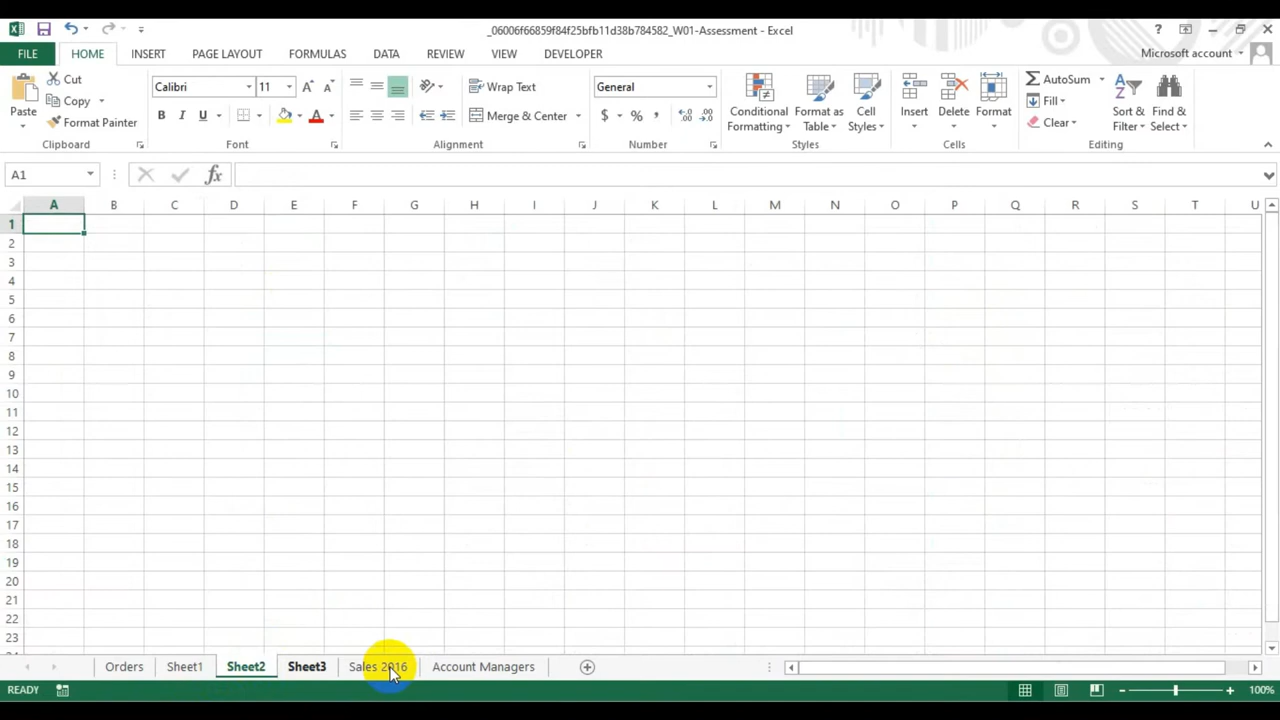 _06006f66859f84f25bfb11d38b784582_W01-Assessment - Excel
FILE HOME INSERT PAGE LAYOUT FORMULAS DATA REVIEW VIEW DEVELOPER Microsoft account
Cut
Copy
Format Painter
Paste
Clipboard
Calibri 11
B I U A
Font
Wrap Text
Merge & Center
Alignment
General
$ % ,
Number
Conditional Formatting
Format as Table
Cell Styles
Styles
Insert Delete Format
Cells
AutoSum
Fill
Clear
Sort & Filter
Find & Select
Editing
A1 fx
A B C D E F G H I J K L M N O P Q R S T U
1
2
3
4
5
6
7
8
9
10
11
12
13
14
15
16
17
18
19
20
21
22
23
Orders Sheet1 Sheet2 Sheet3 Sales 2016 Account Managers
READY 100%